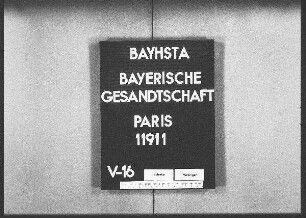 BAYHSTA
BAYERISCHE
GESANDTSCHAFT
PARIS
11911
V-16